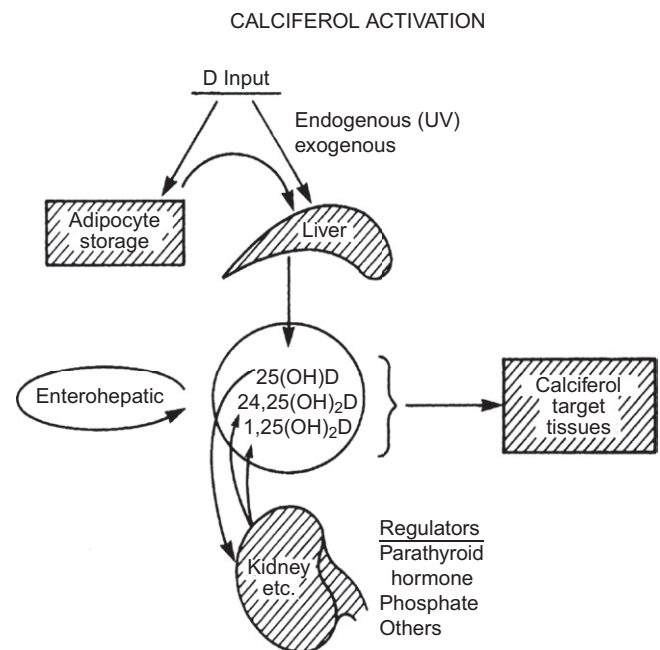 CALCIFEROL ACTIVATION
D Input
Endogenous (UV)
exogenous
Adipocyte
storage
Liver
Enterohepatic
25(OH)D
24,25(OH)₂D
1,25(OH)₂D
Calciferol
target
tissues
Kidney
etc.
Regulators
Parathyroid
hormone
Phosphate
Others